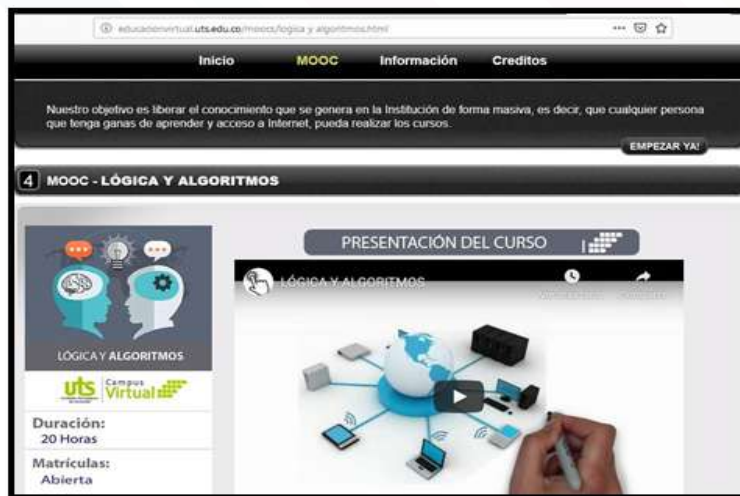 educacionvirtual.uts.edu.co/moocs/logica y algoritmos.html
Inicio MOOC Información Creditos
Nuestro objetivo es liberar el conocimiento que se genera en la Institución de forma masiva, es decir, que cualquier persona
que tenga ganas de aprender y acceso a Internet, pueda realizar los cursos.
EMPEZAR YA!
4 MOOC - LÓGICA Y ALGORITMOS
PRESENTACIÓN DEL CURSO
LÓGICA Y ALGORITMOS
LÓGICA Y ALGORITMOS
uts Campus
Virtual
Duración:
20 Horas
Matrículas:
Abierta